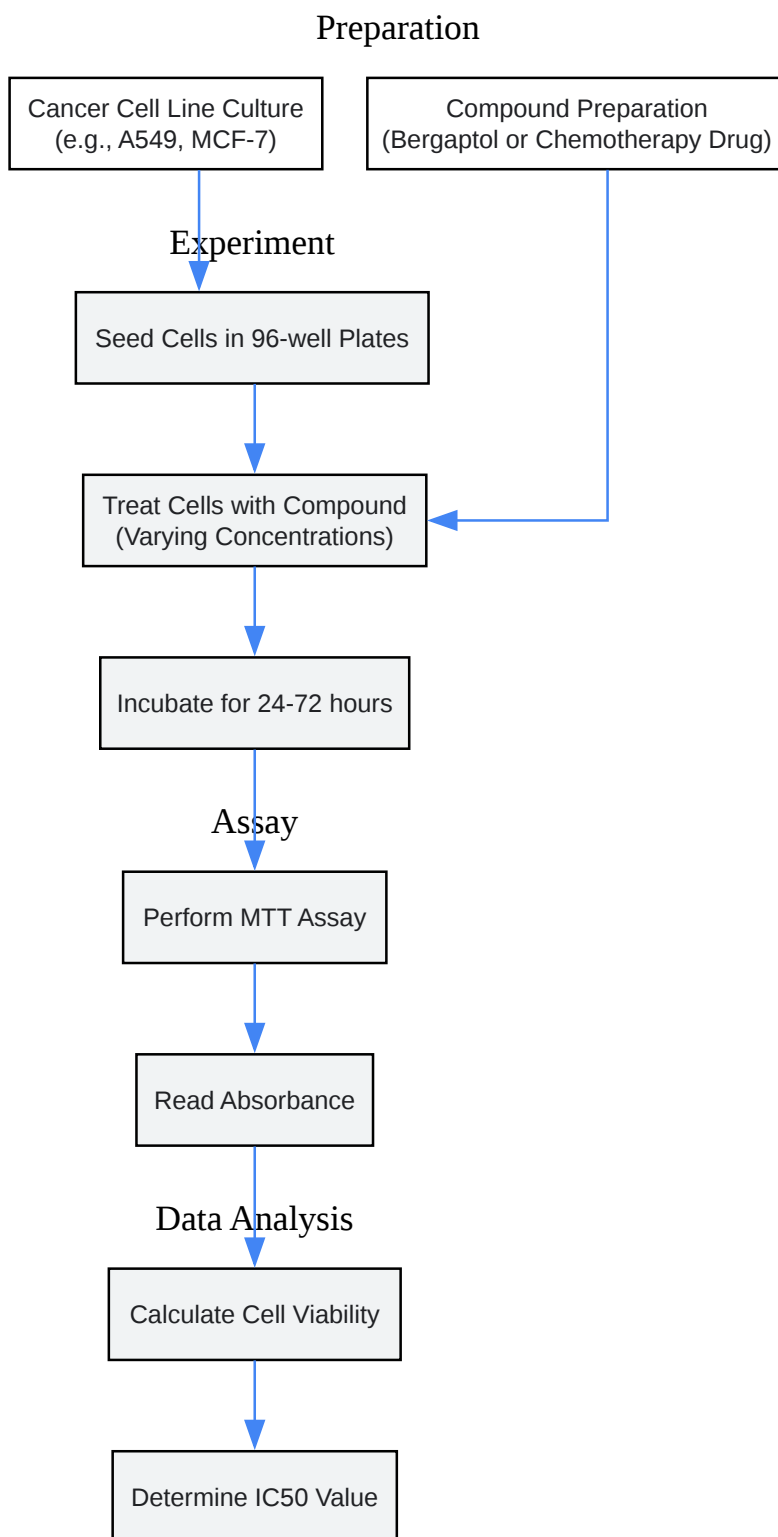 Preparation
Cancer Cell Line Culture
(e.g., A549, MCF-7)
Compound Preparation
(Bergaptol or Chemotherapy Drug)
Experiment
Seed Cells in 96-well Plates
Treat Cells with Compound
(Varying Concentrations)
Incubate for 24-72 hours
Assay
Perform MTT Assay
Read Absorbance
Data Analysis
Calculate Cell Viability
Determine IC50 Value